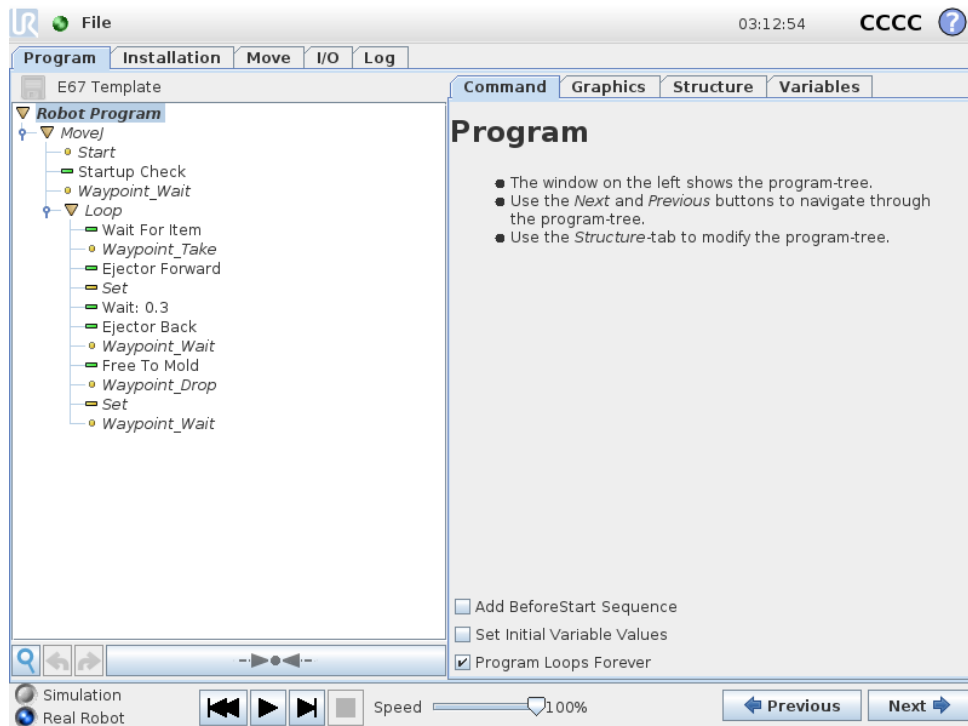 UR File 03:12:54 CCCC ?
Program Installation Move I/O Log
E67 Template
Command Graphics Structure Variables
Robot Program
MoveJ
Start
Startup Check
Waypoint_Wait
Loop
Wait For Item
Waypoint_Take
Ejector Forward
Set
Wait: 0.3
Ejector Back
Waypoint_Wait
Free To Mold
Waypoint_Drop
Set
Waypoint_Wait
Program
The window on the left shows the program-tree.
Use the Next and Previous buttons to navigate through
the program-tree.
Use the Structure-tab to modify the program-tree.
Add BeforeStart Sequence
Set Initial Variable Values
Program Loops Forever
Simulation
Real Robot
Speed 100%
Previous Next